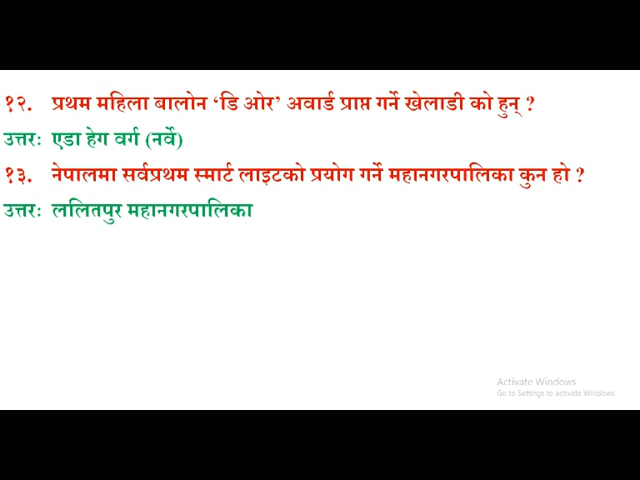 १२. प्रथम महिला बालोन ‘डि ओर’ अवार्ड प्राप्त गर्ने खेलाडी को हुन् ?
उत्तरः एडा हेग वर्ग (नर्वे)
१३. नेपालमा सर्वप्रथम स्मार्ट लाइटको प्रयोग गर्ने महानगरपालिका कुन हो ?
उत्तरः ललितपुर महानगरपालिका
Activate Windows
Go to Settings to activate Windows.